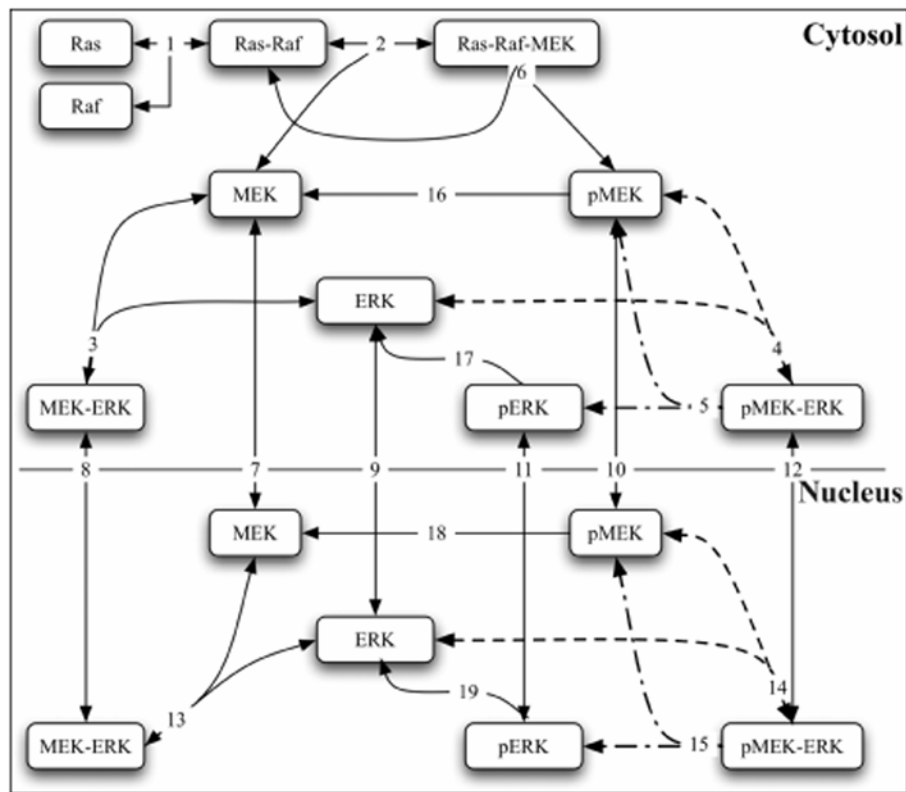 Cytosol
Ras 1 Ras-Raf 2 Ras-Raf-MEK
6
Raf
MEK 16 pMEK
ERK
3 17 4
MEK-ERK pERK 5 pMEK-ERK
8 7 9 11 10 12
Nucleus
MEK 18 pMEK
ERK
13 19 14
MEK-ERK pERK 15 pMEK-ERK